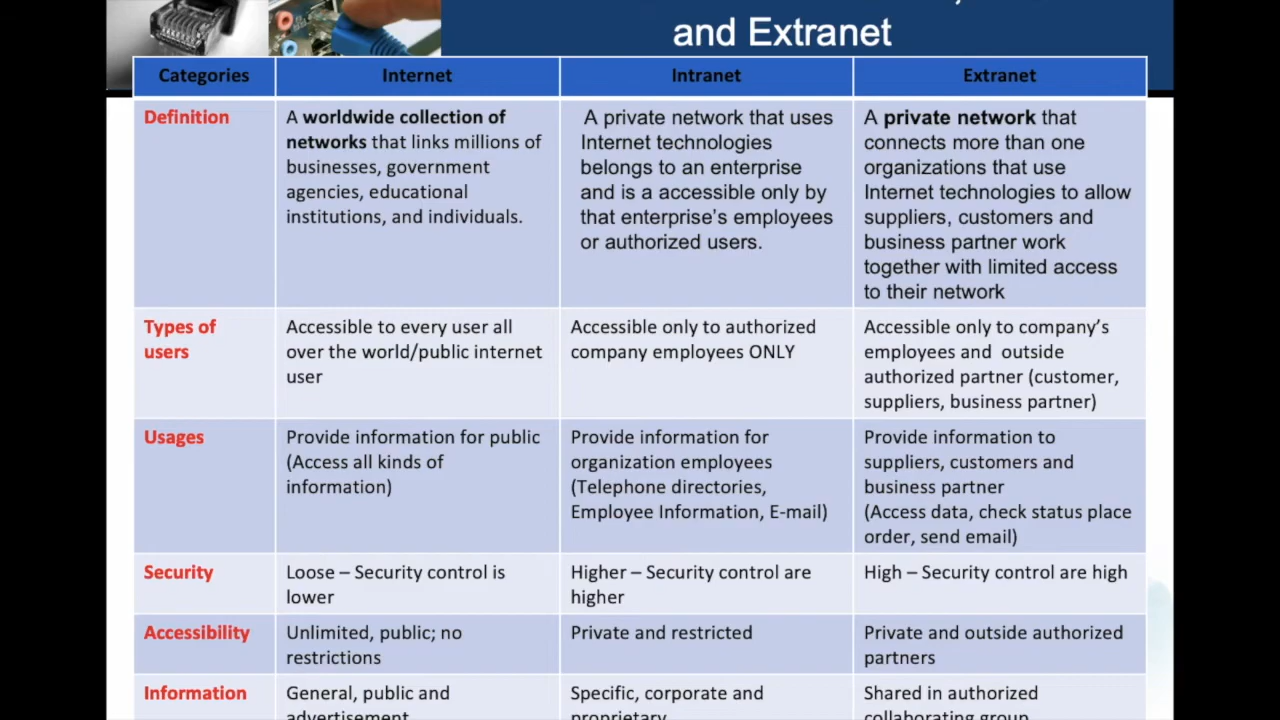 and Extranet
Categories
Internet
Intranet
Extranet
Definition
A worldwide collection of
networks that links millions of
businesses, government
agencies, educational
institutions, and individuals.
A private network that uses
Internet technologies
belongs to an enterprise
and is a accessible only by
that enterprise's employees
or authorized users.
A private network that
connects more than one
organizations that use
Internet technologies to allow
suppliers, customers and
business partner work
together with limited access
to their network
Types of
users
Accessible to every user all
over the world/public internet
user
Accessible only to authorized
company employees ONLY
Accessible only to company's
employees and outside
authorized partner (customer,
suppliers, business partner)
Usages
Provide information for public
(Access all kinds of
information)
Provide information for
organization employees
(Telephone directories,
Employee Information, E-mail)
Provide information to
suppliers, customers and
business partner
(Access data, check status place
order, send email)
Security
Loose – Security control is
lower
Higher – Security control are
higher
High – Security control are high
Accessibility
Unlimited, public; no
restrictions
Private and restricted
Private and outside authorized
partners
Information
General, public and
advertisement
Specific, corporate and
proprietary
Shared in authorized
collaborating group